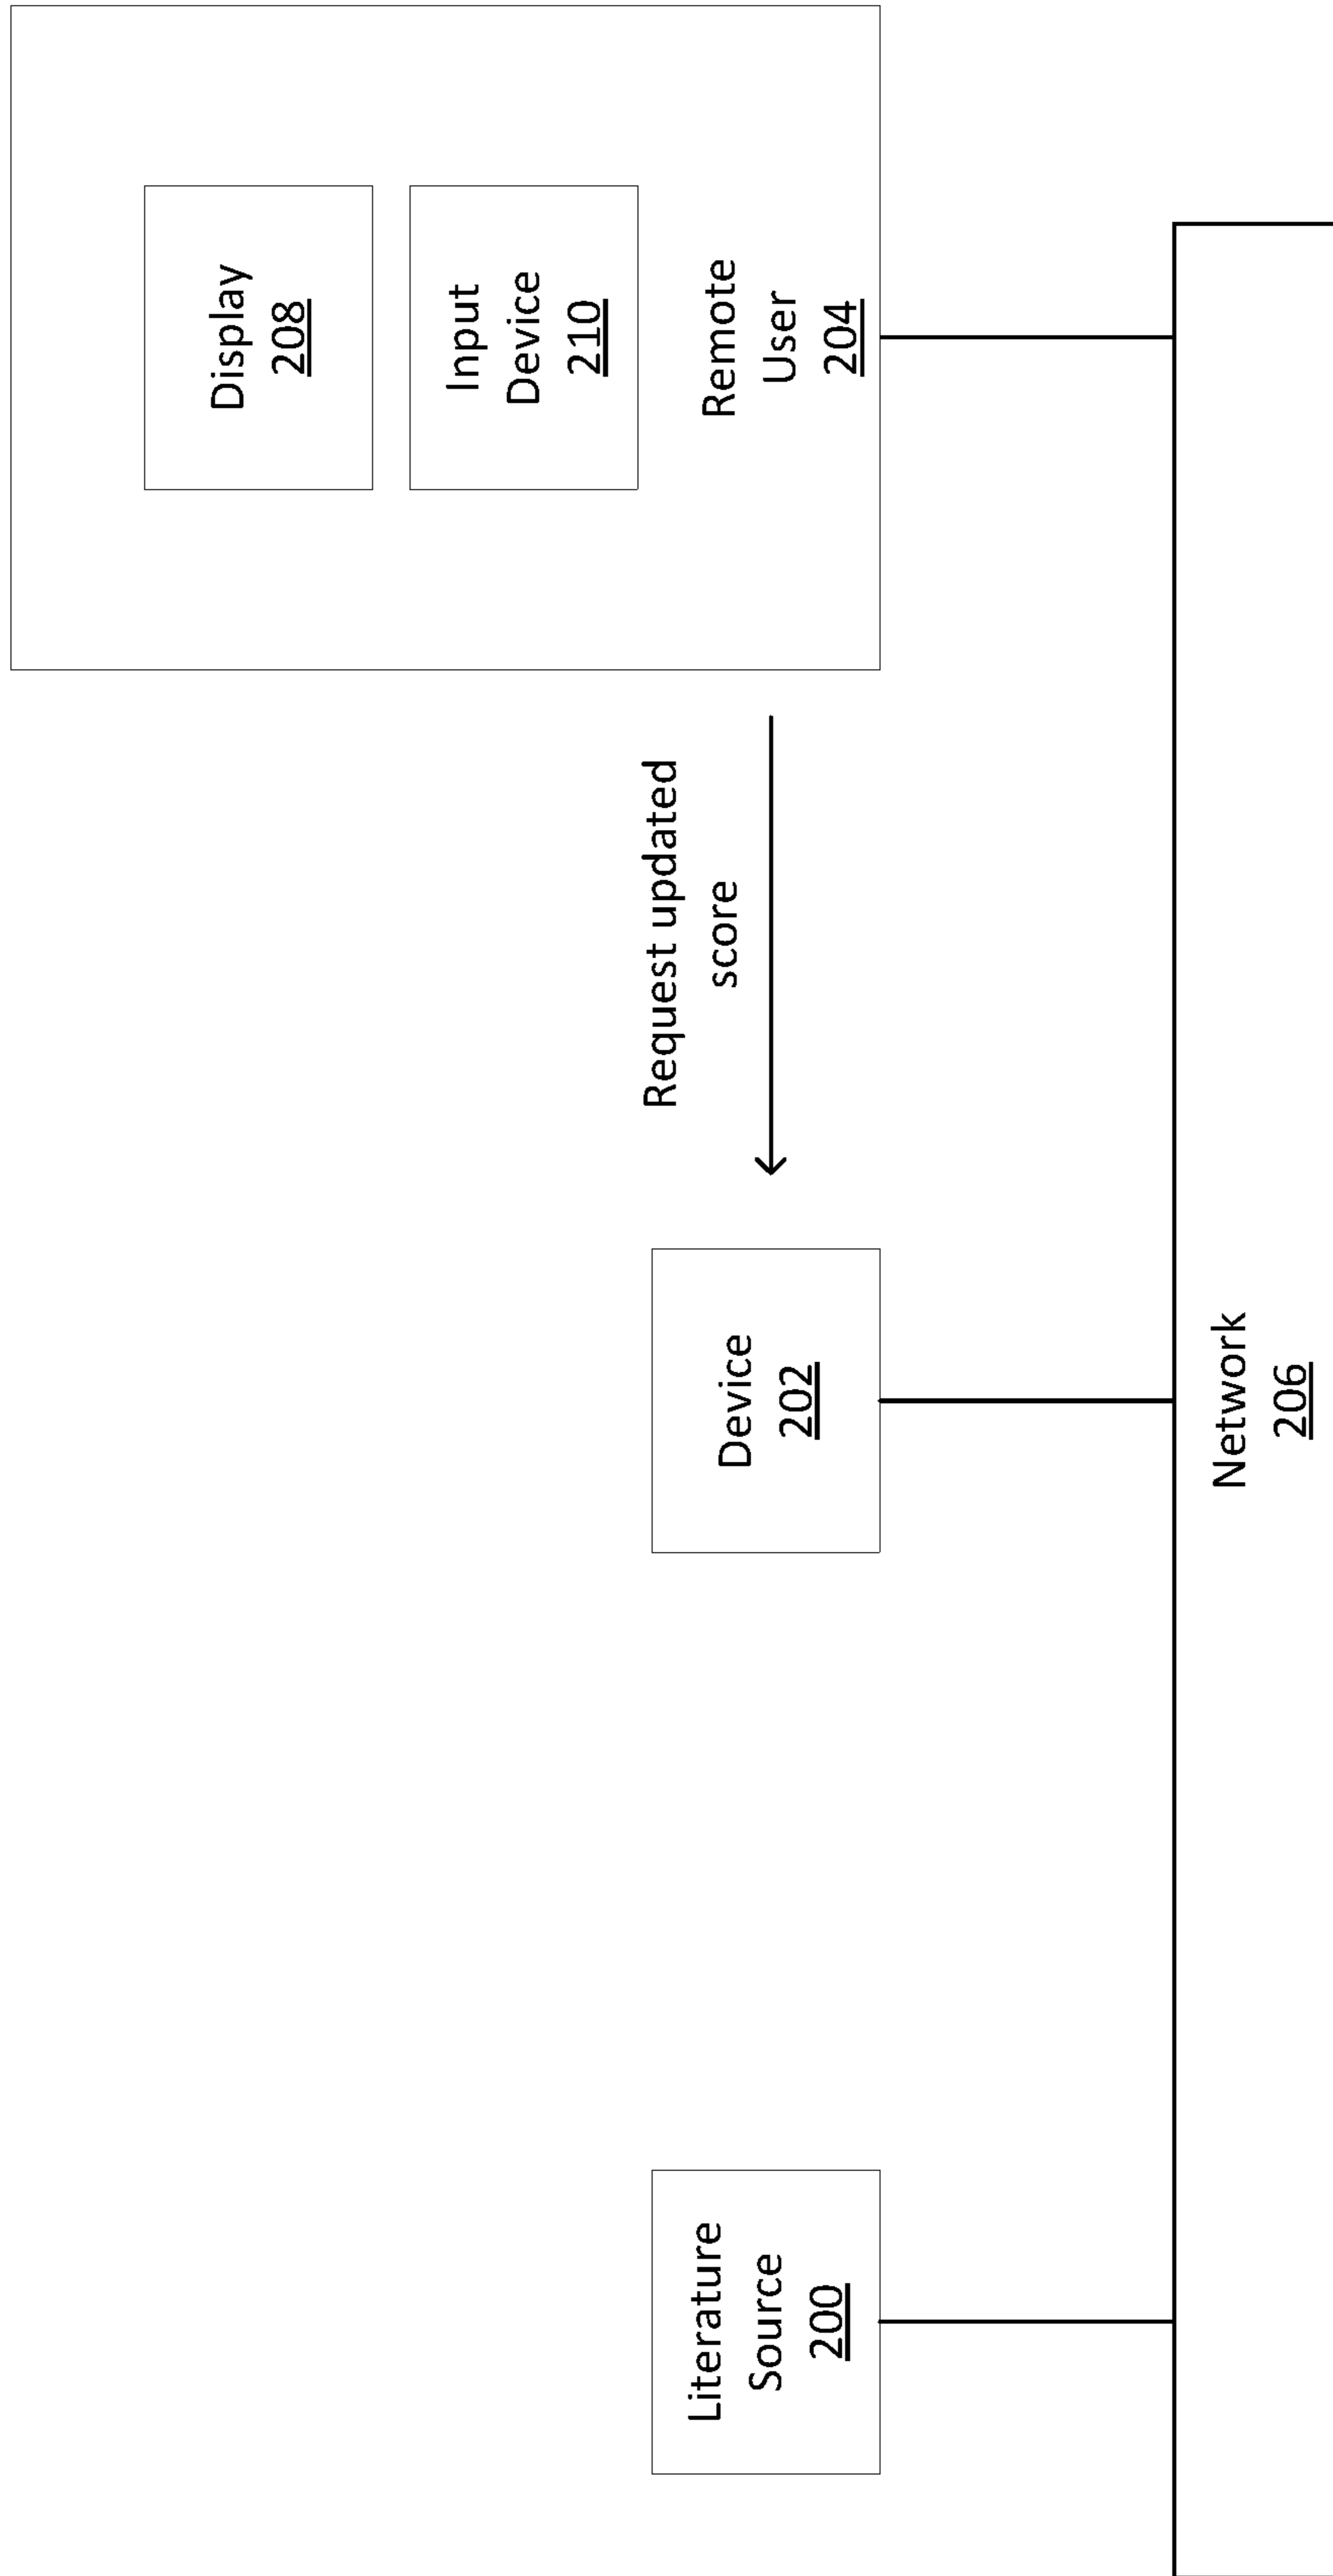 Display
208
Input
Device
210
Remote
User
204
Request updated
score
Device
202
Literature
Source
200
Network
206